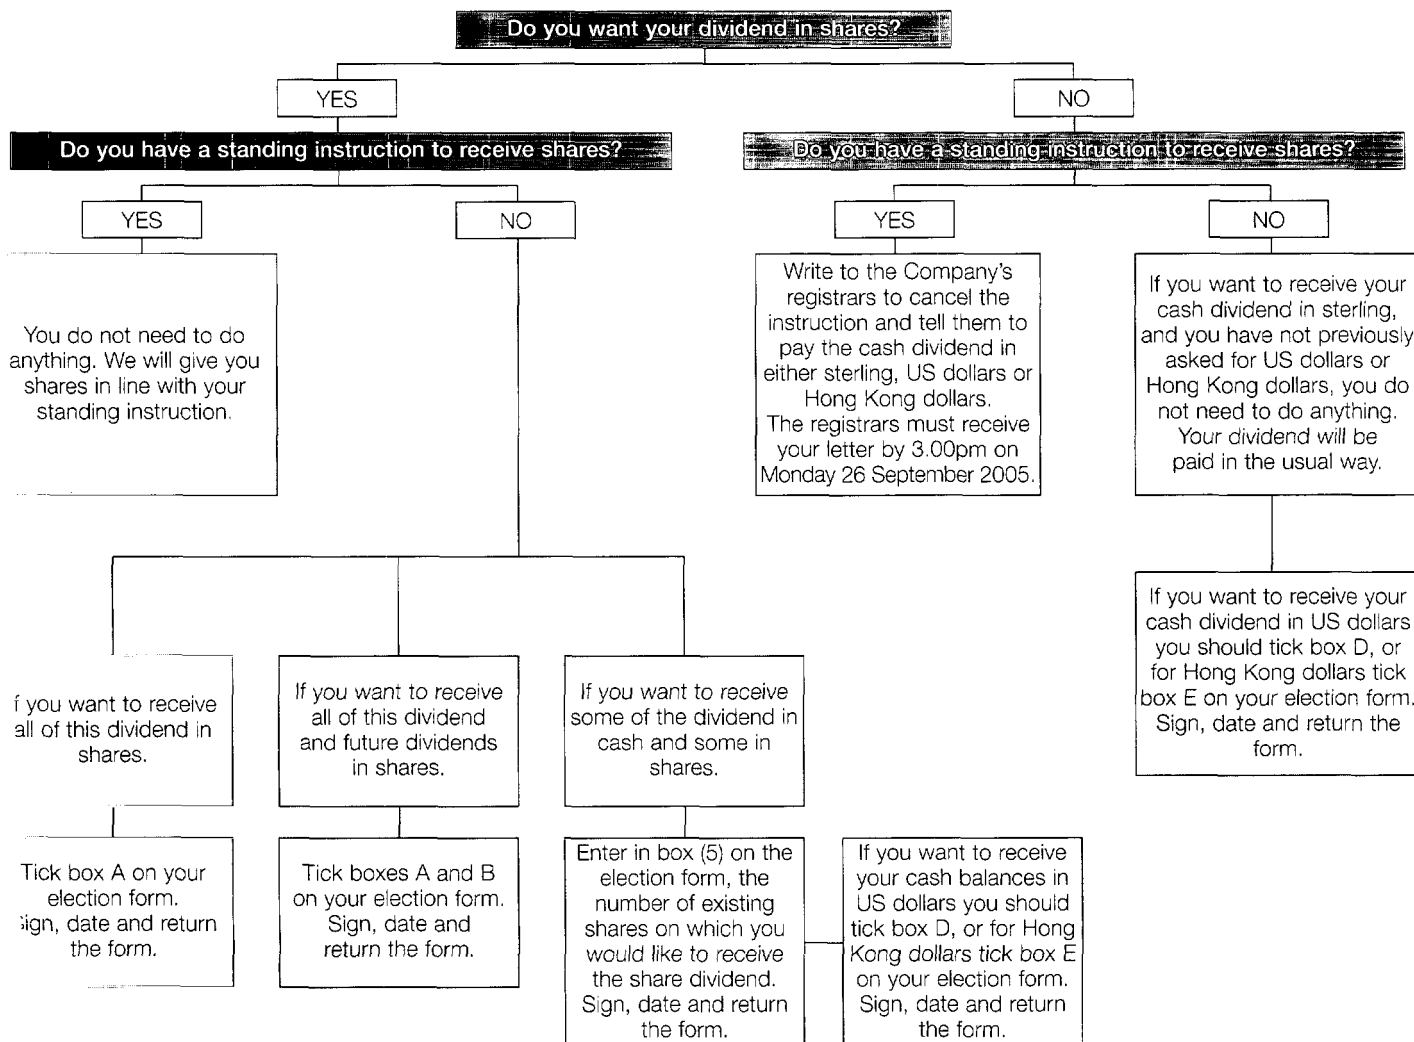 Do you want your dividend in shares?
YES
NO
Do you have a standing instruction to receive shares?
Do you have a standing instruction to receive shares?
YES
NO
YES
NO
You do not need to do
anything. We will give you
shares in line with your
standing instruction.
Write to the Company's
registrars to cancel the
instruction and tell them to
pay the cash dividend in
either sterling, US dollars or
Hong Kong dollars.
The registrars must receive
your letter by 3.00pm on
Monday 26 September 2005.
If you want to receive your
cash dividend in sterling,
and you have not previously
asked for US dollars or
Hong Kong dollars, you do
not need to do anything.
Your dividend will be
paid in the usual way.
If you want to receive your
cash dividend in US dollars
you should tick box D, or
for Hong Kong dollars tick
box E on your election form.
Sign, date and return the
form.
f you want to receive
all of this dividend in
shares.
If you want to receive
all of this dividend
and future dividends
in shares.
If you want to receive
some of the dividend in
cash and some in
shares.
Tick box A on your
election form.
ign, date and return
the form.
Tick boxes A and B
on your election form.
Sign, date and
return the form.
Enter in box (5) on the
election form, the
number of existing
shares on which you
would like to receive
the share dividend.
Sign, date and return
the form.
If you want to receive
your cash balances in
US dollars you should
tick box D, or for Hong
Kong dollars tick box E
on your election form.
Sign, date and return
the form.